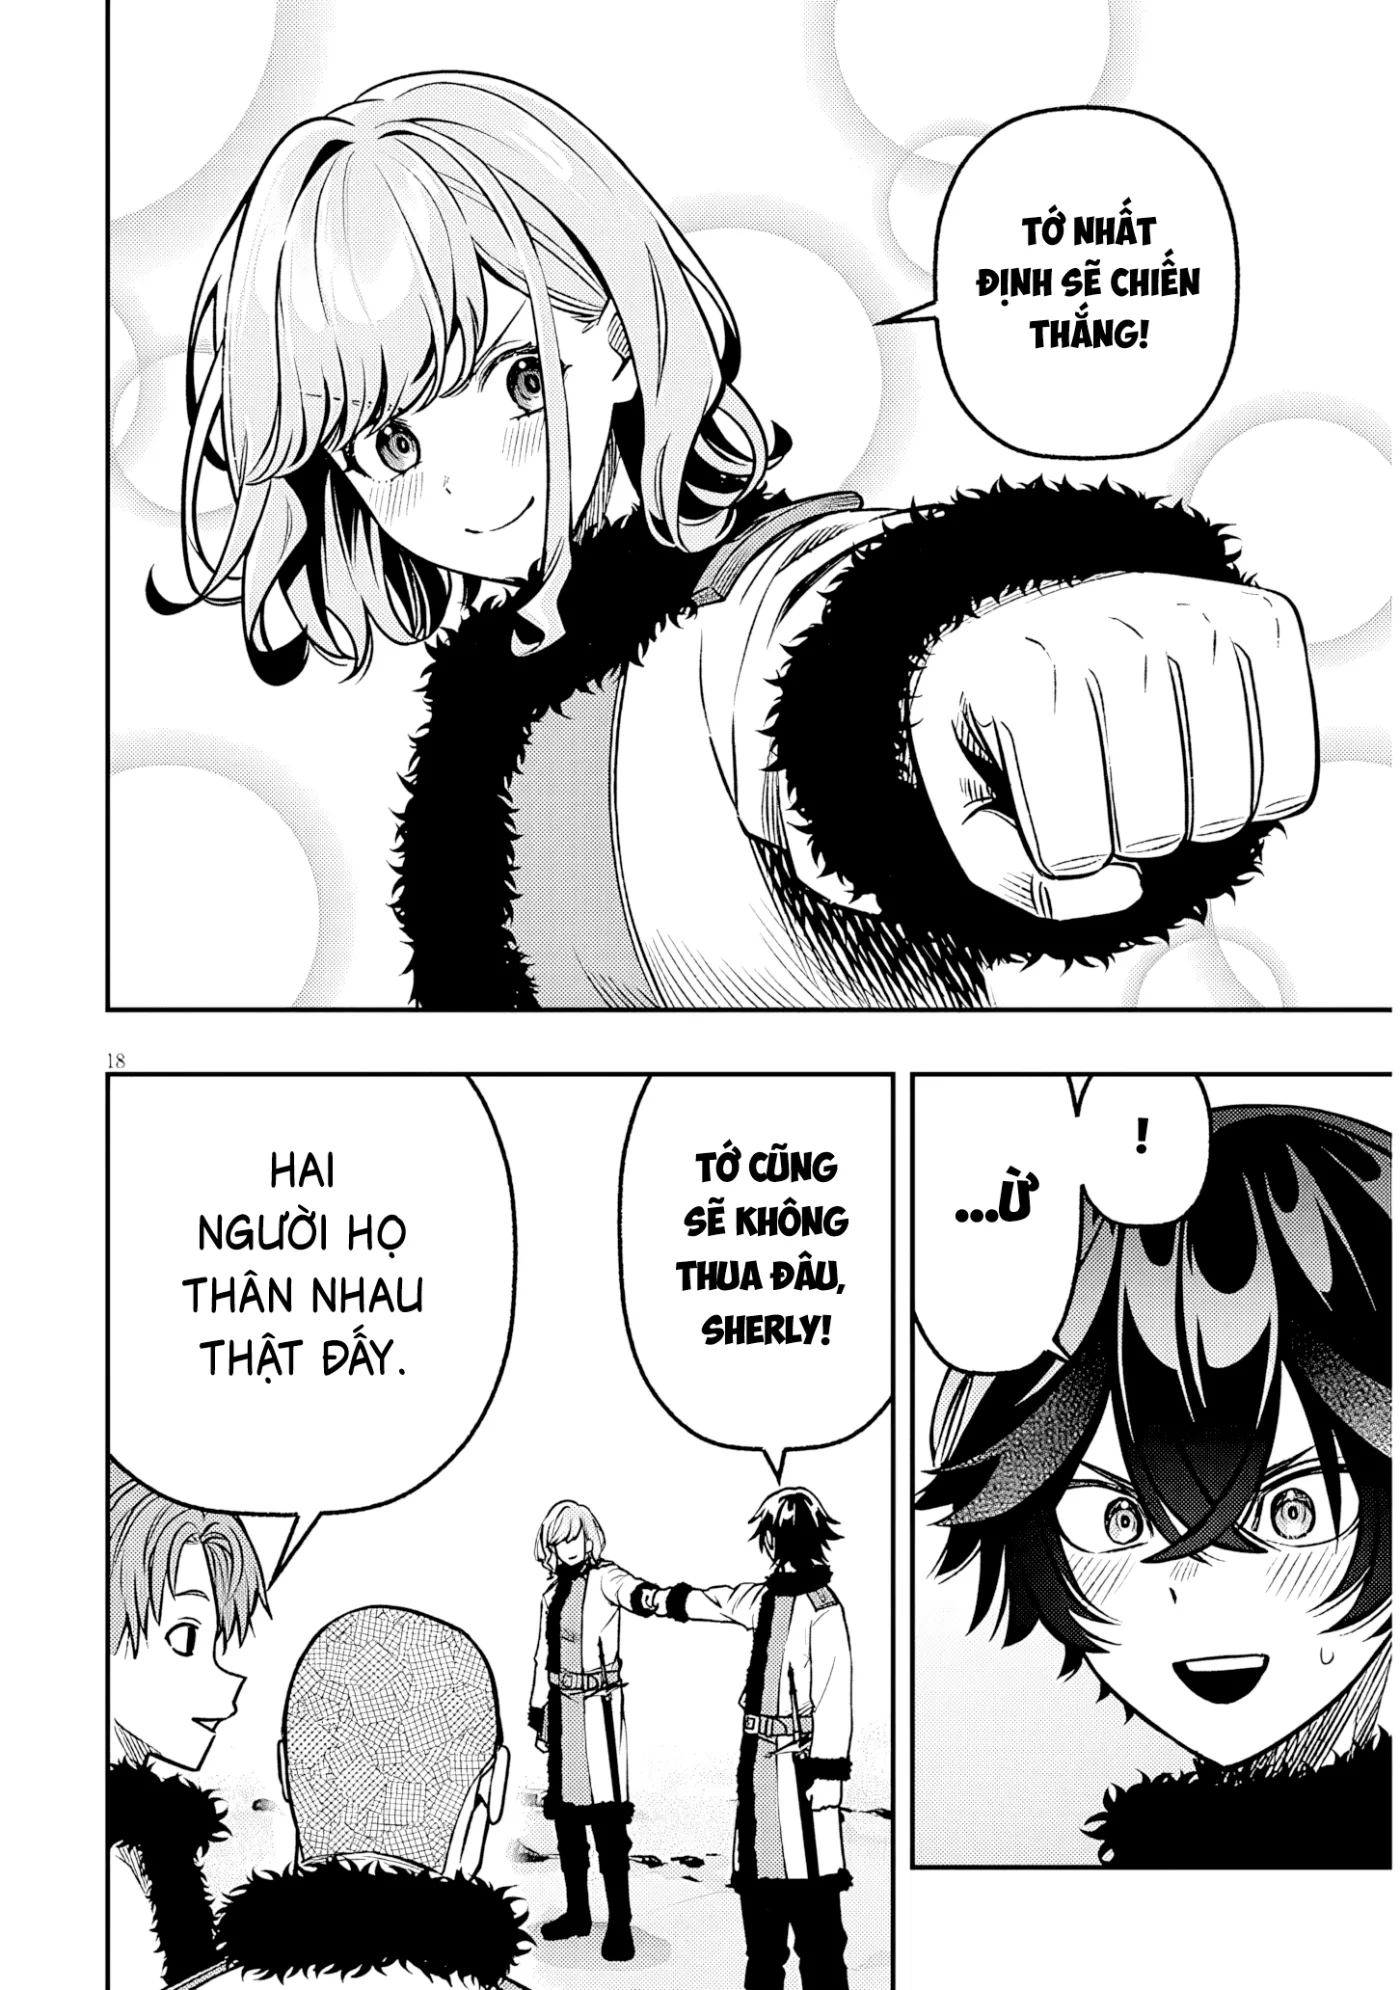 TỚ NHẤT
ĐỊNH SẼ CHIẾN
THẮNG!
18
!
...Ừ
TỚ CŨNG
SẼ KHÔNG
THUA ĐÂU,
SHERLY!
HAI
NGƯỜI HỌ
THÂN NHAU
THẬT ĐẤY.